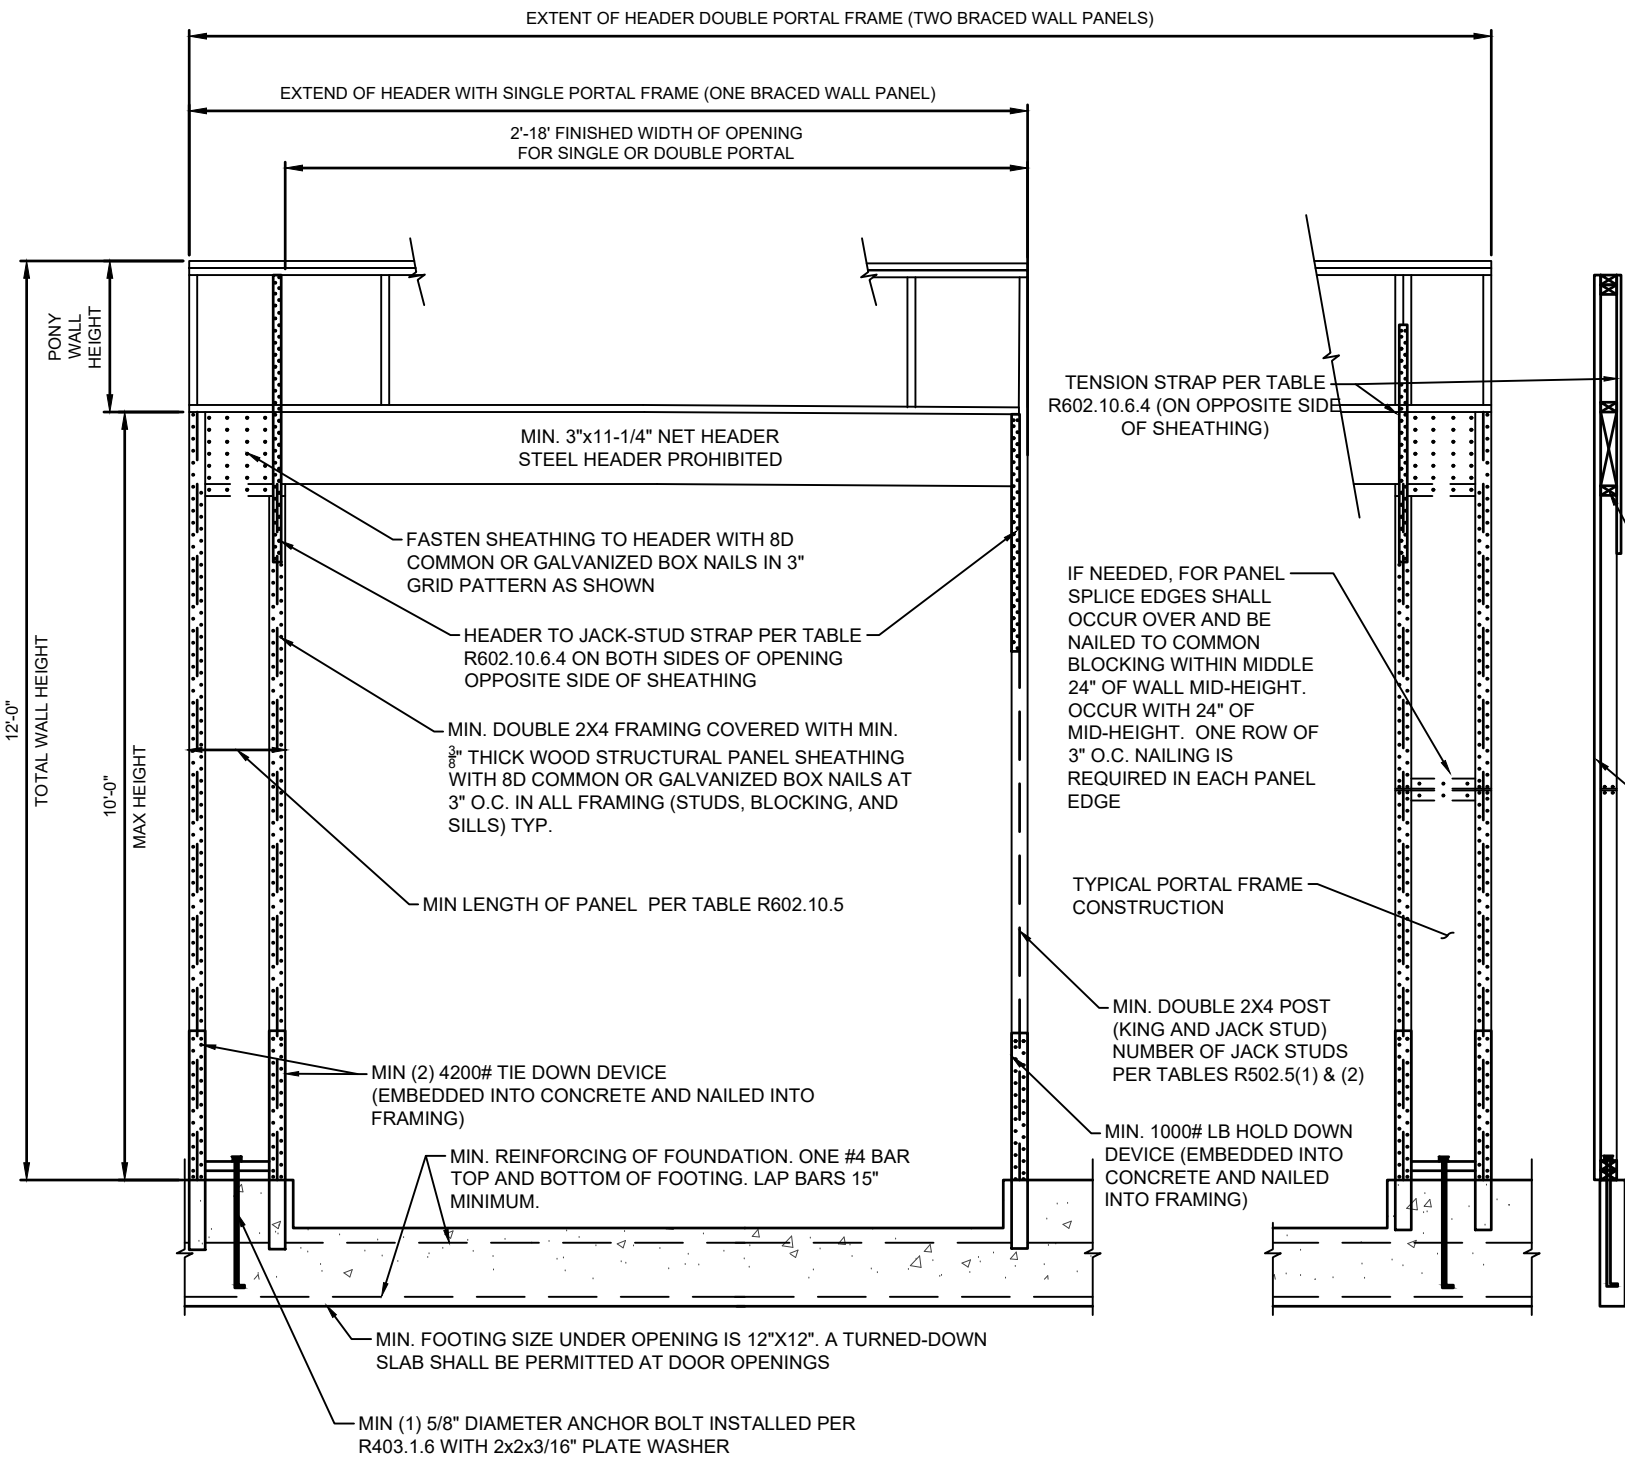 EXTENT OF HEADER DOUBLE PORTAL FRAME (TWO BRACED WALL PANELS)
EXTEND OF HEADER WITH SINGLE PORTAL FRAME (ONE BRACED WALL PANEL)
2'-18' FINISHED WIDTH OF OPENING
FOR SINGLE OR DOUBLE PORTAL
PONY
WALL
HEIGHT
12'-0"
TOTAL WALL HEIGHT
10'-0"
MAX HEIGHT
MIN. 3"x11-1/4" NET HEADER
STEEL HEADER PROHIBITED
TENSION STRAP PER TABLE
R602.10.6.4 (ON OPPOSITE SIDE
OF SHEATHING)
FASTEN SHEATHING TO HEADER WITH 8D
COMMON OR GALVANIZED BOX NAILS IN 3"
GRID PATTERN AS SHOWN
HEADER TO JACK-STUD STRAP PER TABLE
R602.10.6.4 ON BOTH SIDES OF OPENING
OPPOSITE SIDE OF SHEATHING
MIN. DOUBLE 2X4 FRAMING COVERED WITH MIN.
3/8" THICK WOOD STRUCTURAL PANEL SHEATHING
WITH 8D COMMON OR GALVANIZED BOX NAILS AT
3" O.C. IN ALL FRAMING (STUDS, BLOCKING, AND
SILLS) TYP.
MIN LENGTH OF PANEL PER TABLE R602.10.5
IF NEEDED, FOR PANEL
SPLICE EDGES SHALL
OCCUR OVER AND BE
NAILED TO COMMON
BLOCKING WITHIN MIDDLE
24" OF WALL MID-HEIGHT.
OCCUR WITH 24" OF
MID-HEIGHT. ONE ROW OF
3" O.C. NAILING IS
REQUIRED IN EACH PANEL
EDGE
TYPICAL PORTAL FRAME
CONSTRUCTION
MIN. DOUBLE 2X4 POST
(KING AND JACK STUD)
NUMBER OF JACK STUDS
PER TABLES R502.5(1) & (2)
MIN (2) 4200# TIE DOWN DEVICE
(EMBEDDED INTO CONCRETE AND NAILED INTO
FRAMING)
MIN. 1000# LB HOLD DOWN
DEVICE (EMBEDDED INTO
CONCRETE AND NAILED
INTO FRAMING)
MIN. REINFORCING OF FOUNDATION. ONE #4 BAR
TOP AND BOTTOM OF FOOTING. LAP BARS 15"
MINIMUM.
MIN. FOOTING SIZE UNDER OPENING IS 12"X12". A TURNED-DOWN
SLAB SHALL BE PERMITTED AT DOOR OPENINGS
MIN (1) 5/8" DIAMETER ANCHOR BOLT INSTALLED PER
R403.1.6 WITH 2x2x3/16" PLATE WASHER